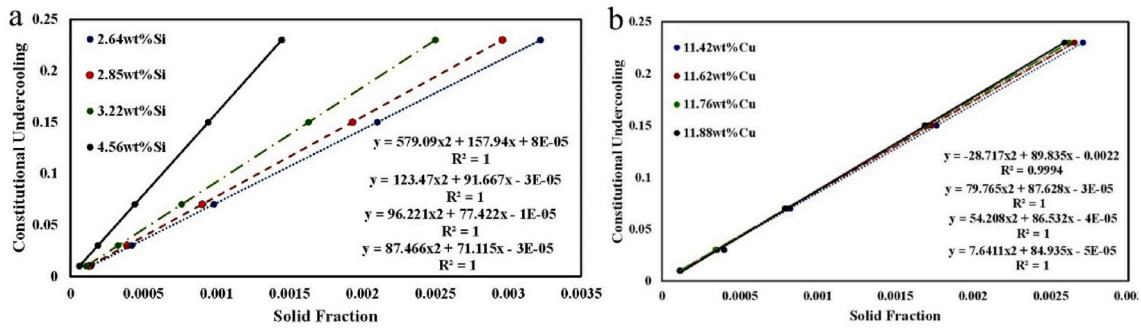 a
Constitutional Undercooling
0.25
0.2
0.15
0.1
0.05
0
2.64wt%Si
2.85wt%Si
3.22wt%Si
4.56wt%Si
y = 579.09x2 + 157.94x + 8E-05
R² = 1
y = 123.47x2 + 91.667x - 3E-05
R² = 1
y = 96.221x2 + 77.422x - 1E-05
R² = 1
y = 87.466x2 + 71.115x - 3E-05
R² = 1
0 0.0005 0.001 0.0015 0.002 0.0025 0.003 0.0035
Solid Fraction
b
Constitutional Undercooling
0.25
0.2
0.15
0.1
0.05
0
11.42wt%Cu
11.62wt%Cu
11.76wt%Cu
11.88wt%Cu
y = -28.717x2 + 89.835x - 0.0022
R² = 0.9994
y = 79.765x2 + 87.628x - 3E-05
R² = 1
y = 54.208x2 + 86.532x - 4E-05
R² = 1
y = 7.6411x2 + 84.935x - 5E-05
R² = 1
0 0.0005 0.001 0.0015 0.002 0.0025 0.003
Solid Fraction